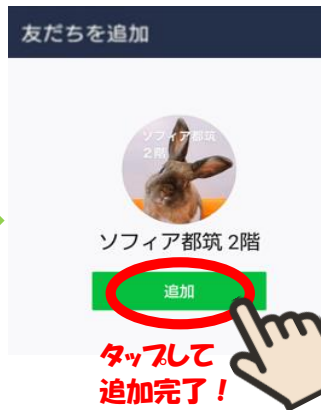 友だちを追加
ソフィア都筑
2階
ソフィア都筑 2階
追加
タップして
追加完了！